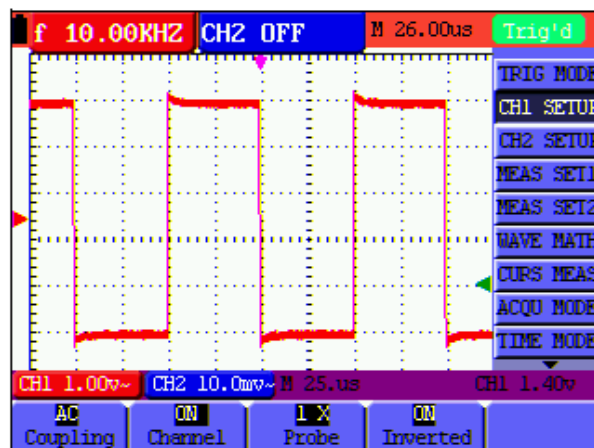 f 10.00KHZ CH2 OFF M 26.00us Trig'd
TRIG MODE
CH1 SETUP
CH2 SETUP
MEAS SET1
MEAS SET2
WAVE MATH
CURS MEAS
ACQU MODE
TIME MODE
CH1 1.00v~ CH2 10.0mv~ M 25.us CH1 1.40v
AC ON 1 X ON
Coupling Channel Probe Inverted